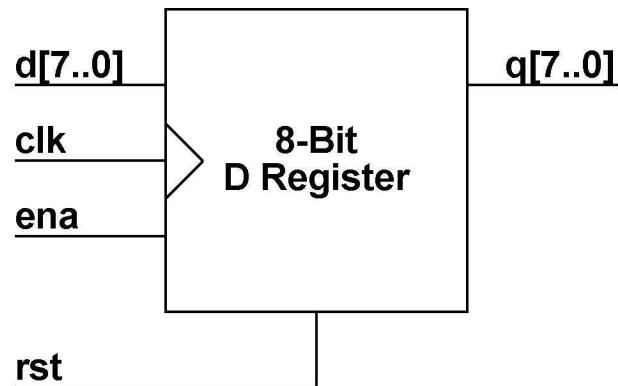 d[7..0]
q[7..0]
clk
8-Bit
D Register
ena
rst